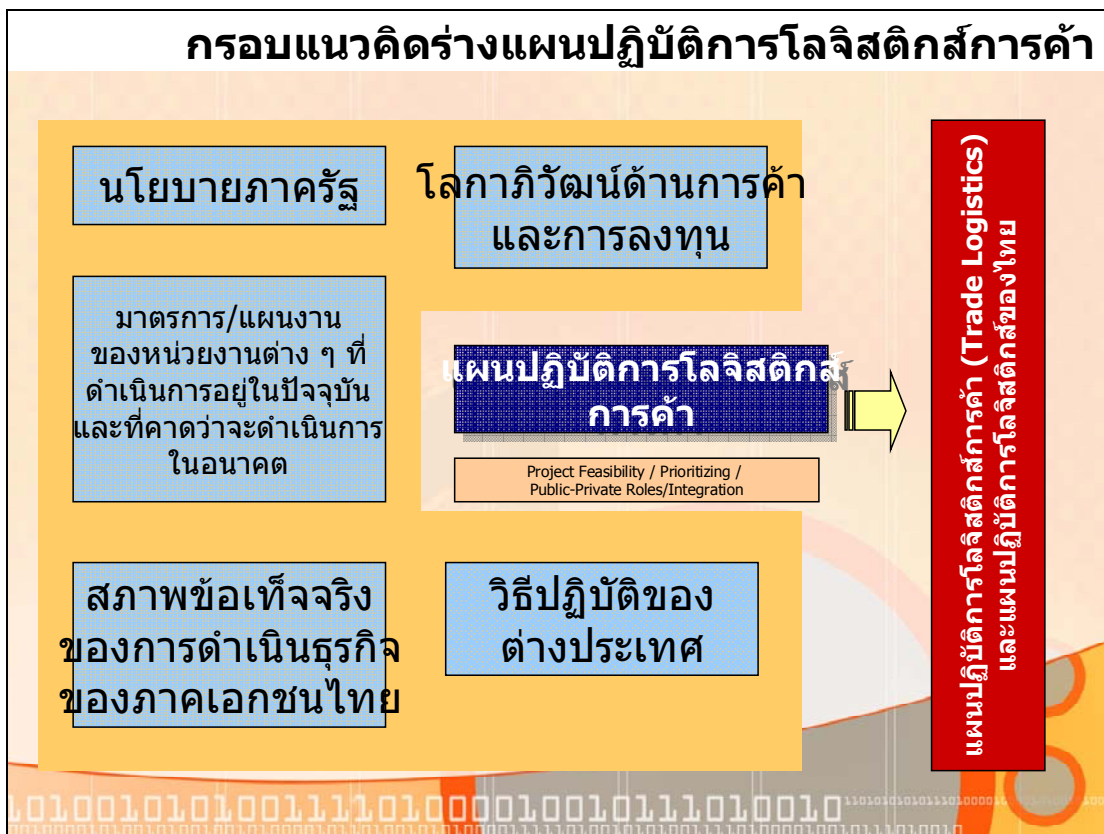 กรอบแนวคิดร่างแผนปฏิบัติการโลจิสติกส์การค้า
นโยบายภาครัฐ
โลกาภิวัฒน์ด้านการค้า
และการลงทุน
มาตรการ/แผนงาน
ของหน่วยงานต่าง ๆ ที่
ดำเนินการอยู่ในปัจจุบัน
และที่คาดว่าจะดำเนินการ
ในอนาคต
แผนปฏิบัติการโลจิสติกส์
การค้า
Project Feasibility / Prioritizing /
Public-Private Roles/Integration
สภาพข้อเท็จจริง
ของการดำเนินธุรกิจ
ของภาคเอกชนไทย
วิธีปฏิบัติของ
ต่างประเทศ
แผนปฏิบัติการโลจิสติกส์การค้า (Trade Logistics)
และแผนปฏิบัติการโลจิสติกส์ของไทย
101001010100111101000010010111010010